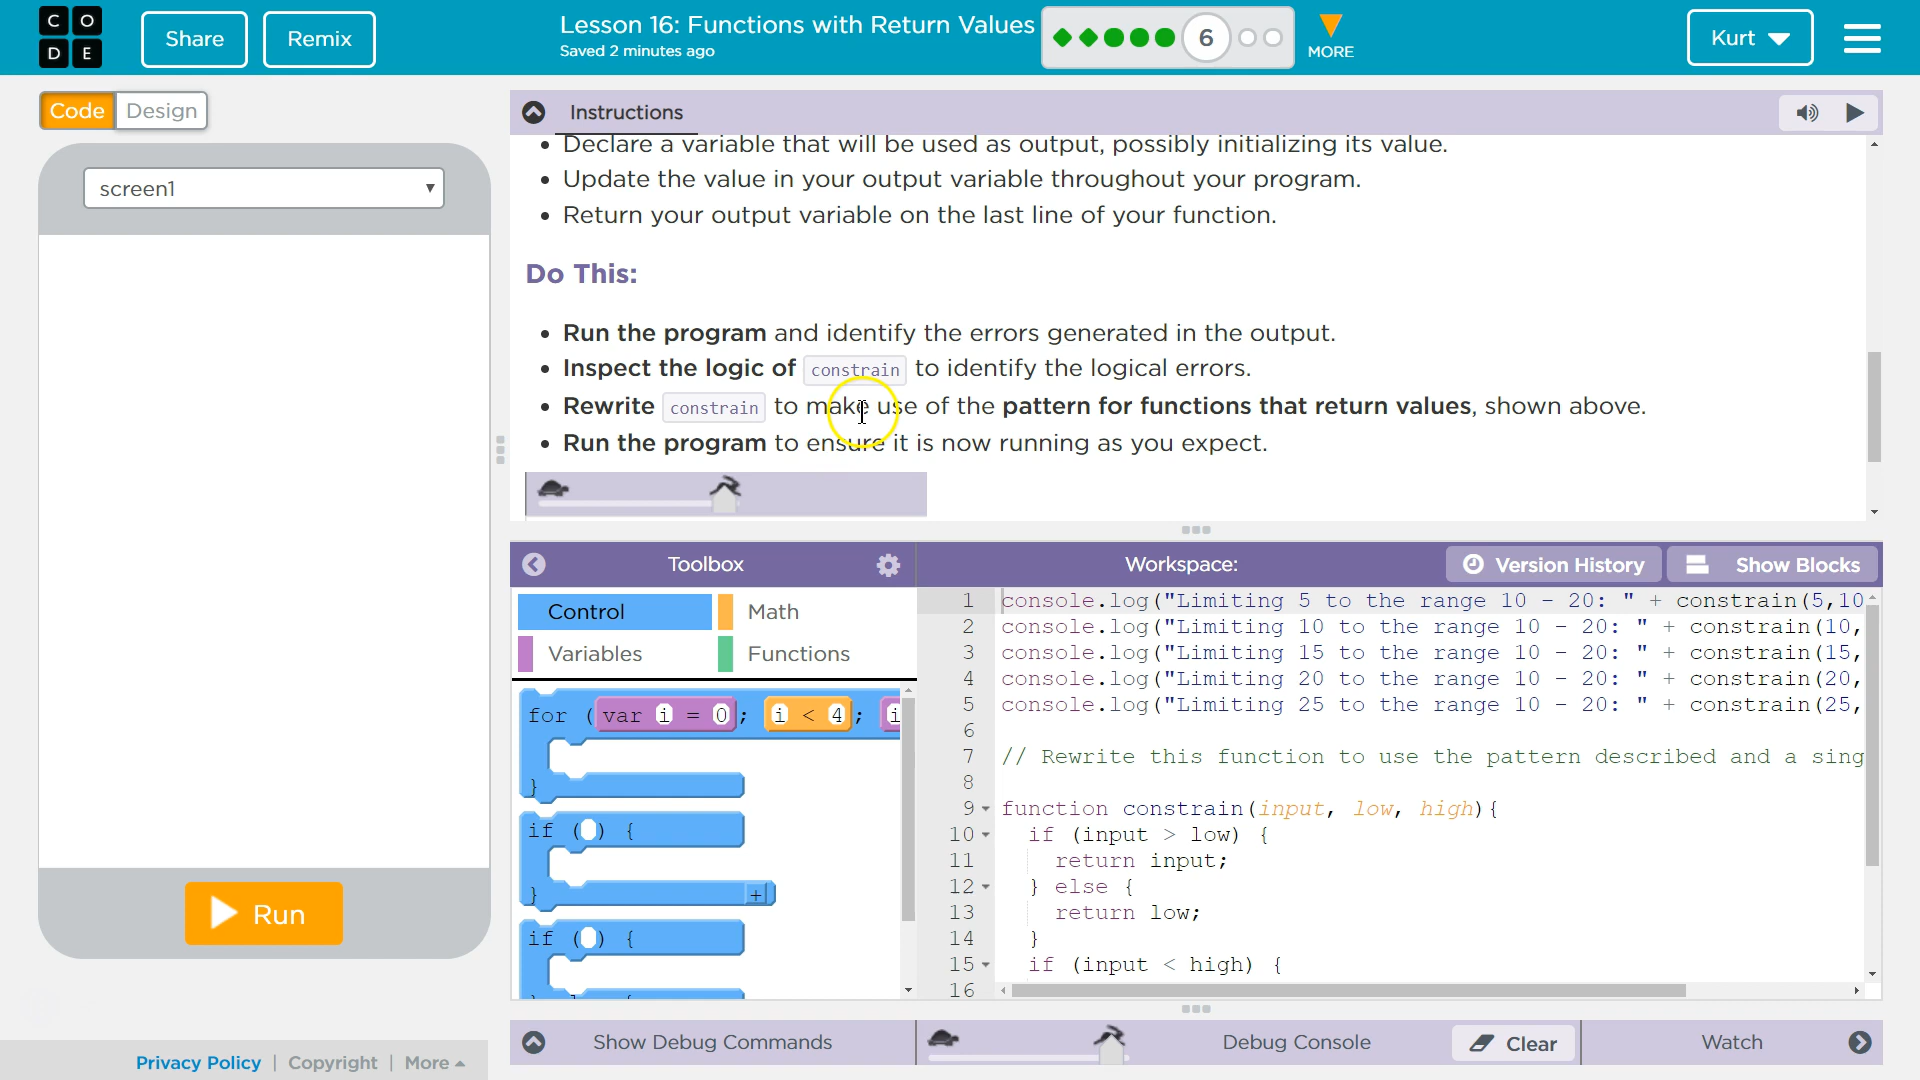 C O D E
Share
Remix
Lesson 16: Functions with Return Values
Saved 2 minutes ago
6
MORE
Kurt
Code
Design
screen1
Run
Privacy Policy | Copyright | More
Instructions
Declare a variable that will be used as output, possibly initializing its value.
Update the value in your output variable throughout your program.
Return your output variable on the last line of your function.
Do This:
Run the program and identify the errors generated in the output.
Inspect the logic of constrain to identify the logical errors.
Rewrite constrain to make use of the pattern for functions that return values, shown above.
Run the program to ensure it is now running as you expect.
Toolbox
Workspace:
Version History
Show Blocks
Control
Math
Variables
Functions
for (var i = 0; i < 4; i
}
if () {
}
+
if () {
1 console.log("Limiting 5 to the range 10 - 20: " + constrain(5,10
2 console.log("Limiting 10 to the range 10 - 20: " + constrain(10,
3 console.log("Limiting 15 to the range 10 - 20: " + constrain(15,
4 console.log("Limiting 20 to the range 10 - 20: " + constrain(20,
5 console.log("Limiting 25 to the range 10 - 20: " + constrain(25,
6
7 // Rewrite this function to use the pattern described and a sing
8
9 function constrain(input, low, high){
10 if (input > low) {
11 return input;
12 } else {
13 return low;
14 }
15 if (input < high) {
16
Show Debug Commands
Debug Console
Clear
Watch